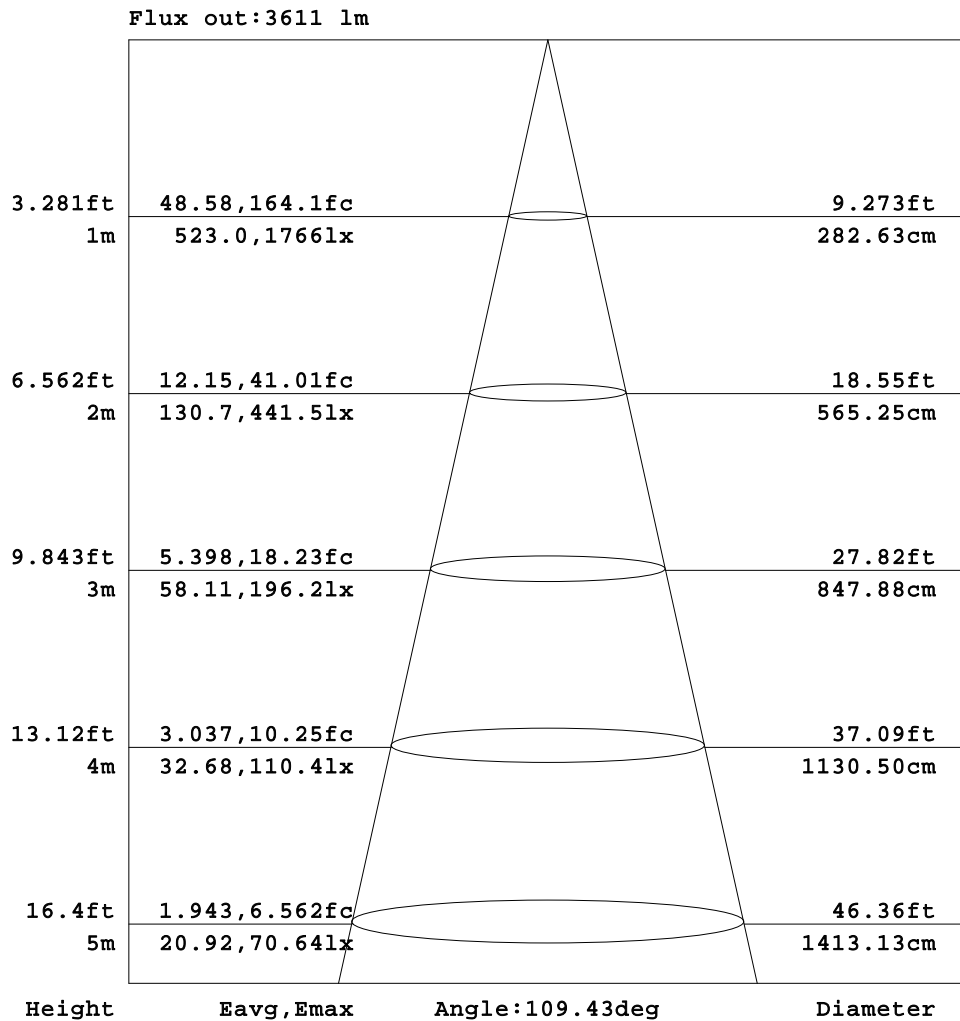 Flux out:3611 lm
3.281ft 48.58,164.1fc 9.273ft
1m 523.0,1766lx 282.63cm
6.562ft 12.15,41.01fc 18.55ft
2m 130.7,441.5lx 565.25cm
9.843ft 5.398,18.23fc 27.82ft
3m 58.11,196.2lx 847.88cm
13.12ft 3.037,10.25fc 37.09ft
4m 32.68,110.4lx 1130.50cm
16.4ft 1.943,6.562fc 46.36ft
5m 20.92,70.64lx 1413.13cm
Height Eavg,Emax Angle:109.43deg Diameter